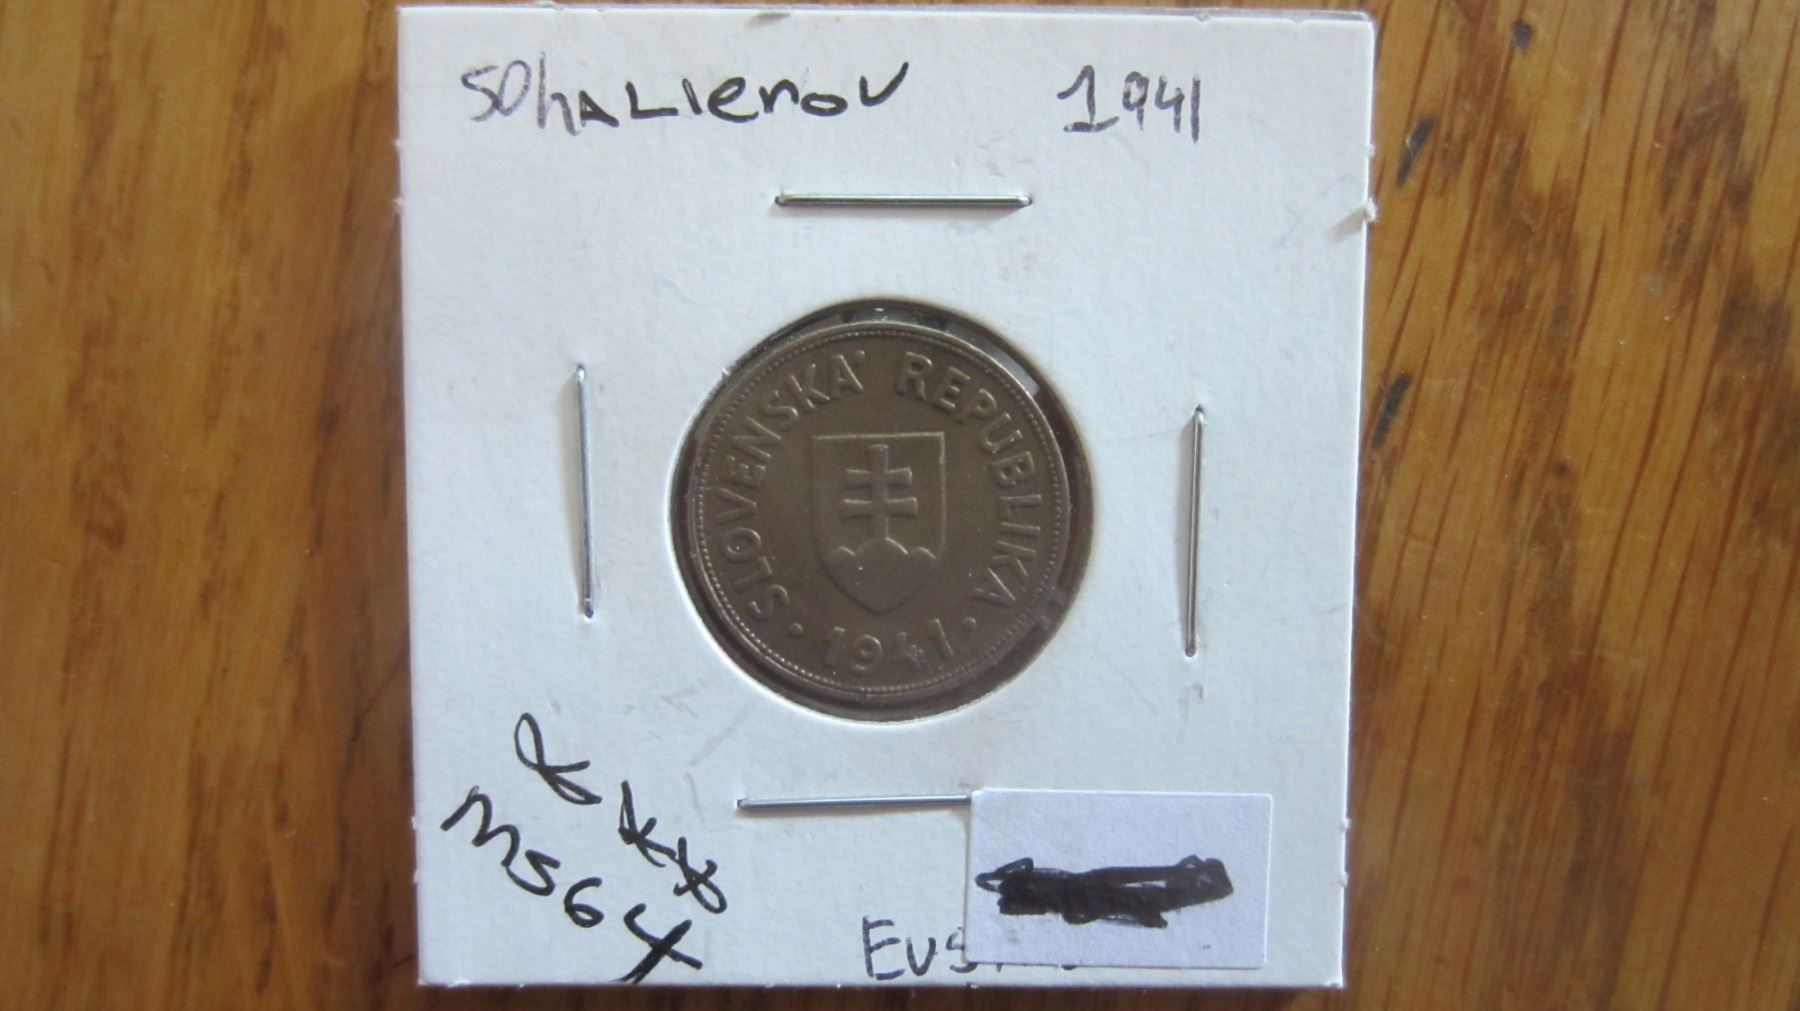 50hALIerov 1941
SLOVENSKÁ REPUBLIKA
· 1941 ·
MS64